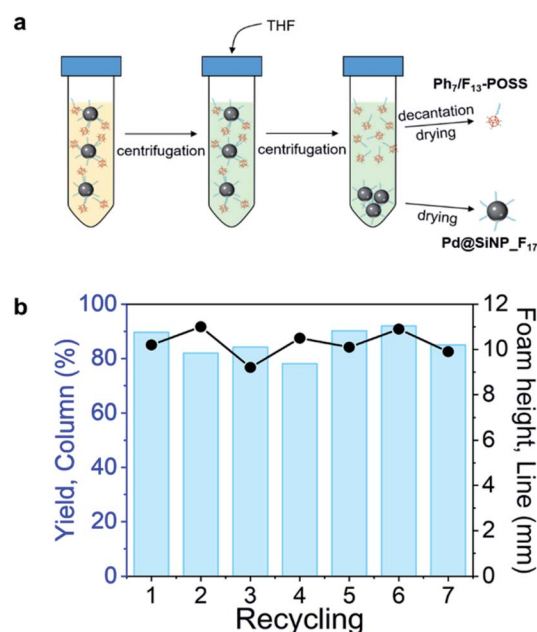 a
THF
centrifugation
centrifugation
Ph₇/F₁₃-POSS
decantation
drying
drying
Pd@SiNP_F₁₇
b
Yield, Column (%)
100
80
60
40
20
0
12
10
8
6
4
2
0
Foam height, Line (mm)
1 2 3 4 5 6 7
Recycling